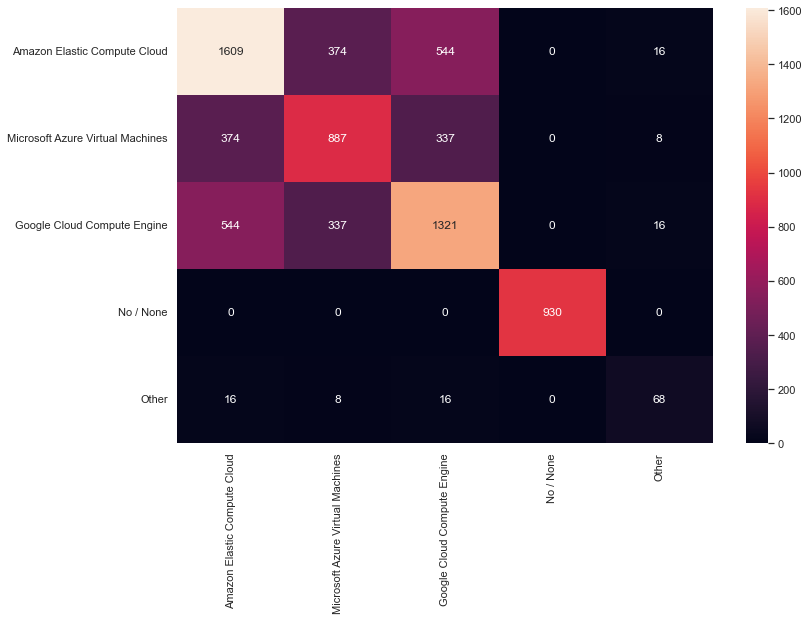 Amazon Elastic Compute Cloud 1609 374 544 0 16
Microsoft Azure Virtual Machines 374 887 337 0 8
Google Cloud Compute Engine 544 337 1321 0 16
No / None 0 0 0 930 0
Other 16 8 16 0 68
Amazon Elastic Compute Cloud
Microsoft Azure Virtual Machines
Google Cloud Compute Engine
No / None
Other
1600
1400
1200
1000
800
600
400
200
0